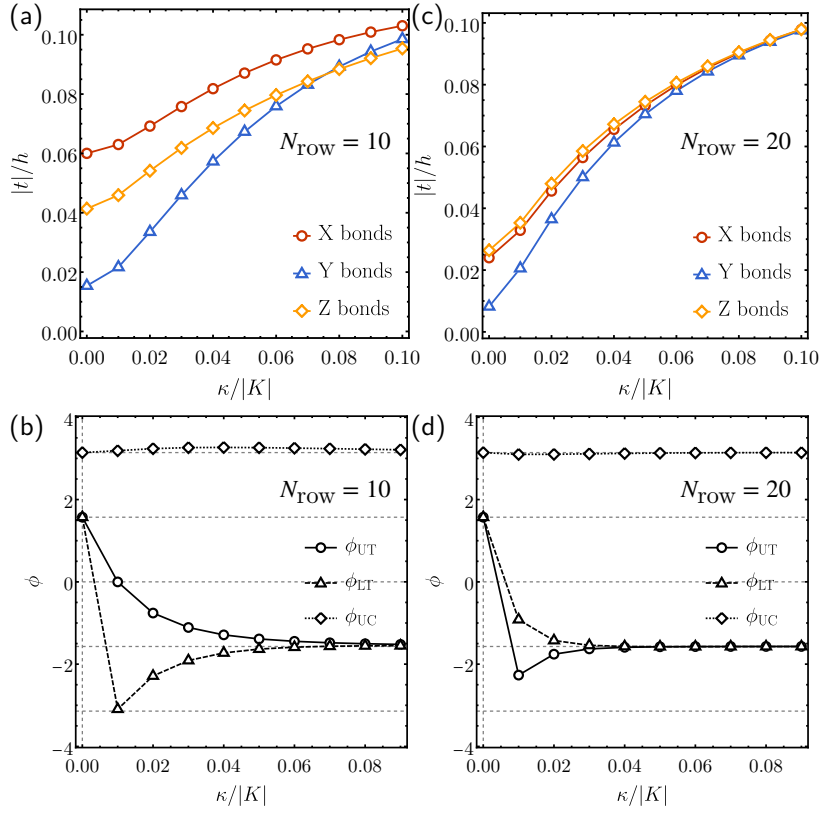 (a)
|t|/h
0.10
0.08
0.06
0.04
0.02
0.00
N_row = 10
X bonds
Y bonds
Z bonds
0.00 0.02 0.04 0.06 0.08 0.10
κ/|K|
(c)
|t|/h
0.10
0.08
0.06
0.04
0.02
0.00
N_row = 20
X bonds
Y bonds
Z bonds
0.00 0.02 0.04 0.06 0.08 0.10
κ/|K|
(b)
ϕ
4
2
0
−2
−4
N_row = 10
ϕ_UT
ϕ_LT
ϕ_UC
0.00 0.02 0.04 0.06 0.08
κ/|K|
(d)
ϕ
4
2
0
−2
−4
N_row = 20
ϕ_UT
ϕ_LT
ϕ_UC
0.00 0.02 0.04 0.06 0.08
κ/|K|